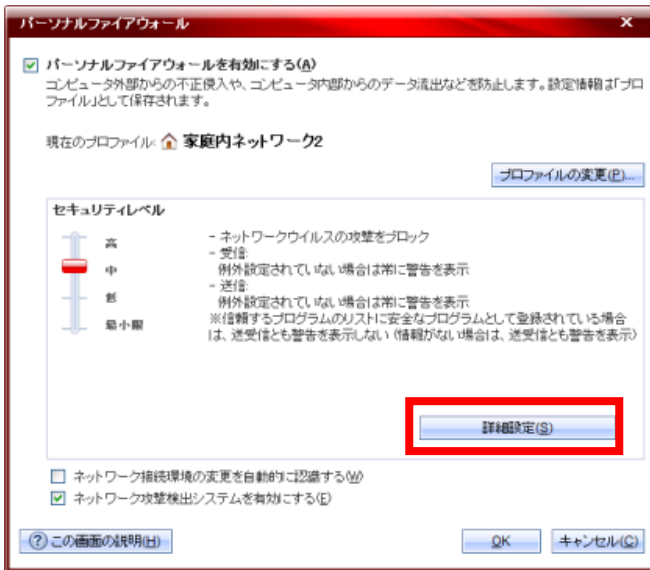 パーソナルファイアウォール
パーソナルファイアウォールを有効にする(A)
コンピュータ外部からの不正侵入や、コンピュータ内部からのデータ流出などを防止します。設定情報は「プロ
ファイル」として保存されます。
現在のプロファイル: 家庭内ネットワーク2
プロファイルの変更(P)...
セキュリティレベル
高
中
低
最小限
- ネットワークウイルスの攻撃をブロック
- 受信:
例外設定されていない場合は常に警告を表示
- 送信:
例外設定されていない場合は常に警告を表示
※信頼するプログラムのリストに安全なプログラムとして登録されている場合
は、送受信とも警告を表示しない (情報がない場合は、送受信とも警告を表示)
詳細設定(S)
ネットワーク接続環境の変更を自動的に認識する(W)
ネットワーク攻撃検出システムを有効にする(E)
? この画面の説明(H)
OK
キャンセル(C)